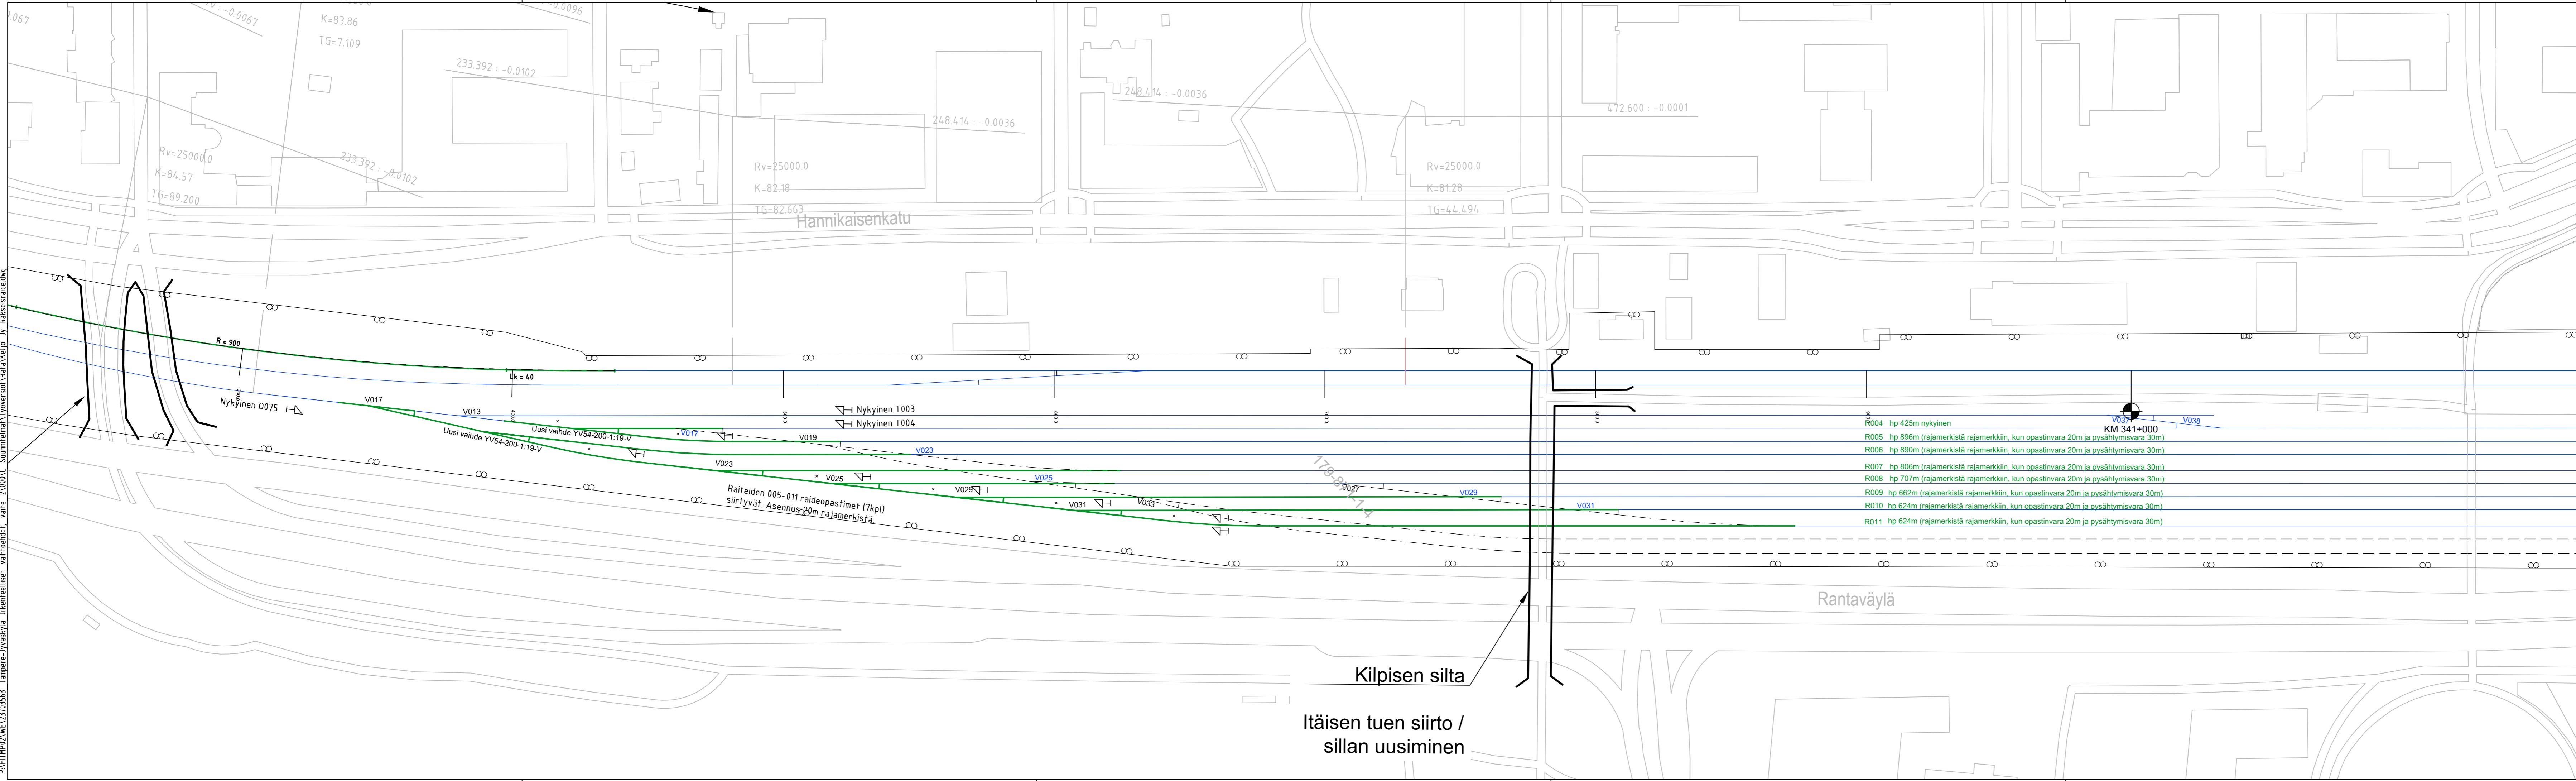 K=83.86
TG=7.109
233.392 : -0.0102
248.414 : -0.0036
248.414 : -0.0036
472.600 : -0.0001
Rv=25000.0
K=84.57
TG=89.200
233.392 : -0.0102
Rv=25000.0
K=82.18
TG=82.663
Rv=25000.0
K=81.28
TG=44.494
Hannikaisenkatu
R = 900
Lk = 40
Nykyinen O075
V017
V013
Nykyinen T003
Nykyinen T004
Uusi vaihde YV54-200-1:19-V
Uusi vaihde YV54-200-1:19-V
V017
V019
V023
V023
V025
V025
V029
V027
V029
V031
V033
V031
179-871-1-4
V037
V038
KM 341+000
R004 hp 425m nykyinen
R005 hp 896m (rajamerkistä rajamerkkiin, kun opastinvara 20m ja pysähtymisvara 30m)
R006 hp 890m (rajamerkistä rajamerkkiin, kun opastinvara 20m ja pysähtymisvara 30m)
R007 hp 806m (rajamerkistä rajamerkkiin, kun opastinvara 20m ja pysähtymisvara 30m)
R008 hp 707m (rajamerkistä rajamerkkiin, kun opastinvara 20m ja pysähtymisvara 30m)
R009 hp 662m (rajamerkistä rajamerkkiin, kun opastinvara 20m ja pysähtymisvara 30m)
R010 hp 624m (rajamerkistä rajamerkkiin, kun opastinvara 20m ja pysähtymisvara 30m)
R011 hp 624m (rajamerkistä rajamerkkiin, kun opastinvara 20m ja pysähtymisvara 30m)
Raiteiden 005-011 raideopastimet (7kpl)
siirtyvät. Asennus 20m rajamerkistä.
Rantaväylä
Kilpisen silta
Itäisen tuen siirto /
sillan uusiminen